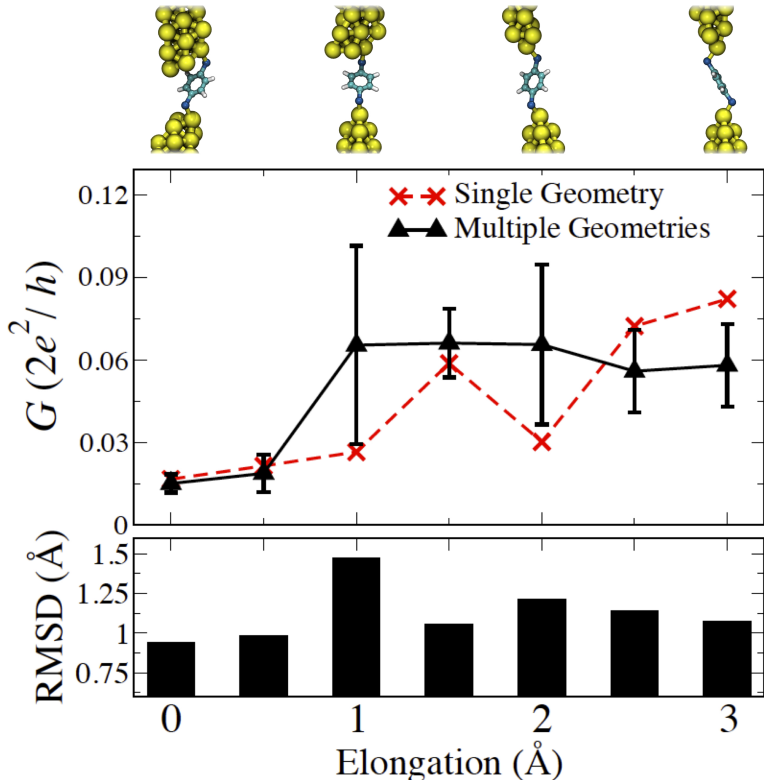 0.12
0.09
0.06
0.03
0
G (2e²/h)
Single Geometry
Multiple Geometries
1.5
1.25
1
0.75
RMSD (Å)
0 1 2 3
Elongation (Å)